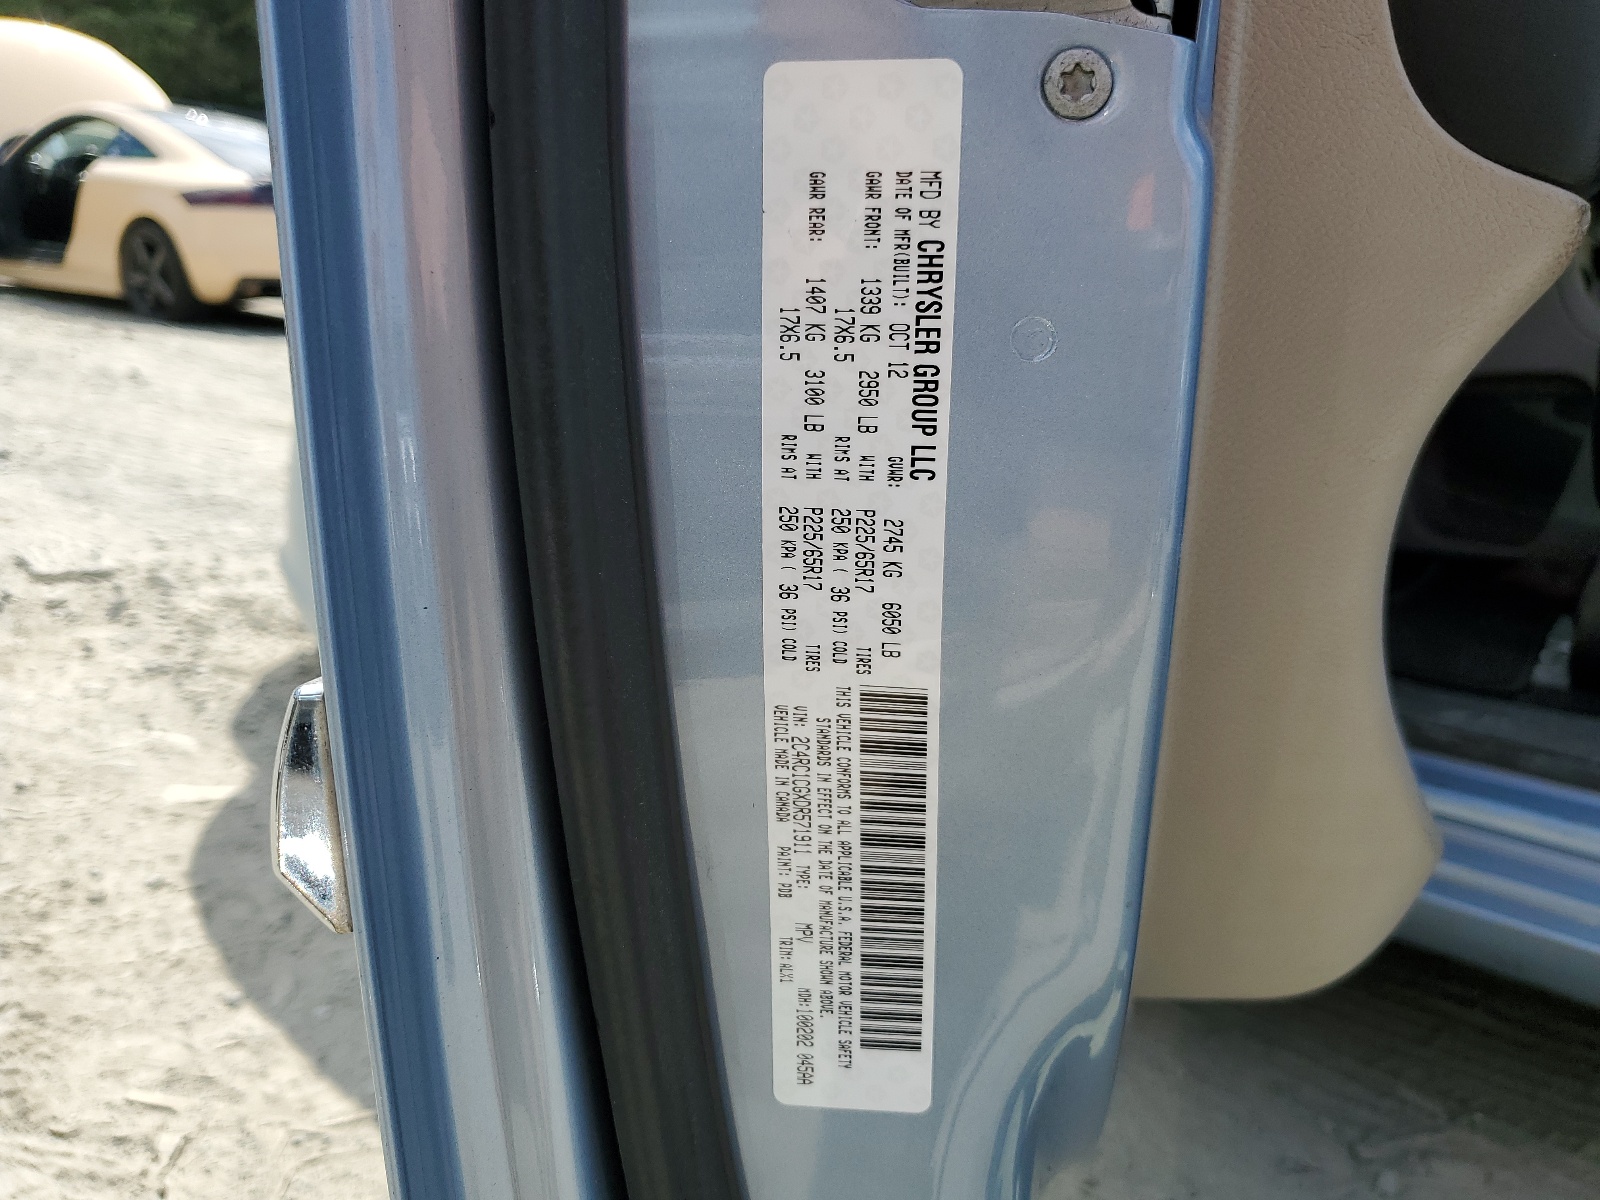 MFD BY CHRYSLER GROUP LLC
DATE OF MFR(BUILT): OCT 12 GVWR: 2745 KG 6050 LB
GAWR FRONT: 1339 KG 2950 LB WITH P225/65R17 TIRES
17X6.5 RIMS AT 250 KPA ( 36 PSI) COLD
GAWR REAR: 1407 KG 3100 LB WITH P225/65R17 TIRES
17X6.5 RIMS AT 250 KPA ( 36 PSI) COLD
THIS VEHICLE CONFORMS TO ALL APPLICABLE U.S.A. FEDERAL MOTOR VEHICLE SAFETY
STANDARDS IN EFFECT ON THE DATE OF MANUFACTURE SHOWN ABOVE.
VIN: 2C4RC1CGXDR571911 TYPE: MPV MDH:100202 045AA
VEHICLE MADE IN CANADA PAINT: PDB TRIM: ALX1